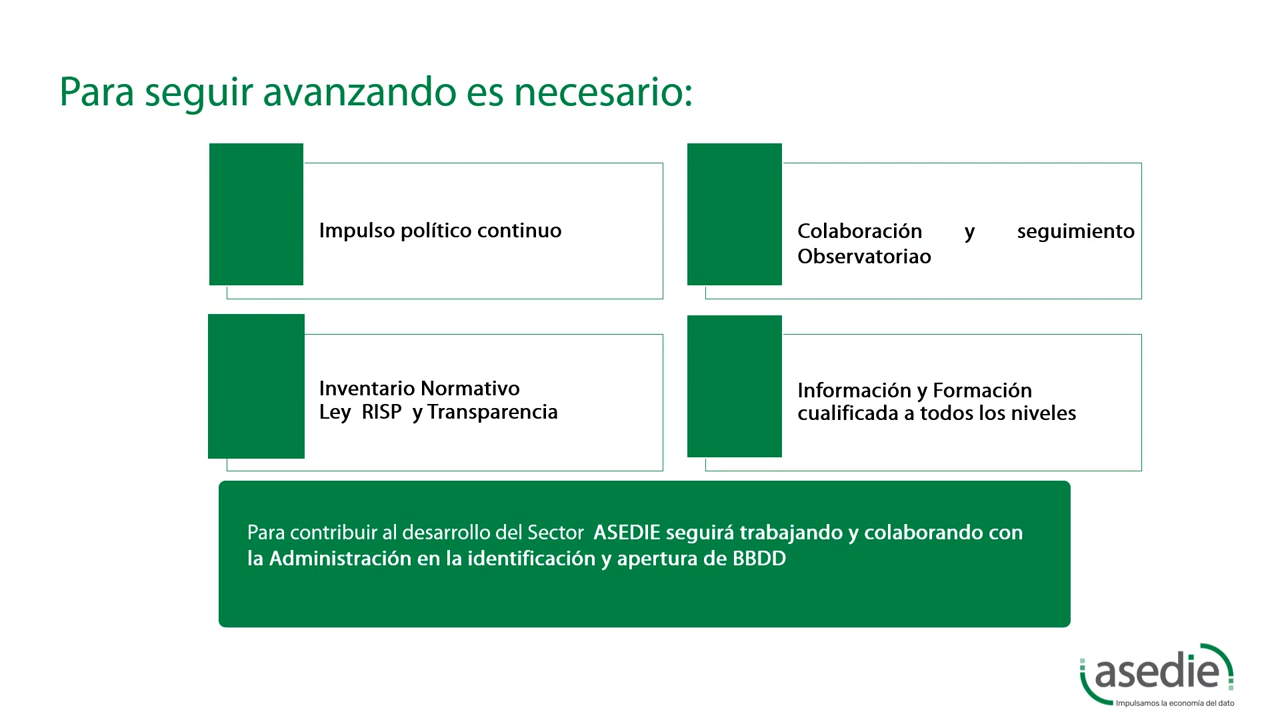 Para seguir avanzando es necesario:
Impulso político continuo
Colaboración y seguimiento
Observatoriao
Inventario Normativo
Ley RISP y Transparencia
Información y Formación
cualificada a todos los niveles
Para contribuir al desarrollo del Sector ASEDIE seguirá trabajando y colaborando con
la Administración en la identificación y apertura de BBDD
asedie
Impulsamos la economía del dato